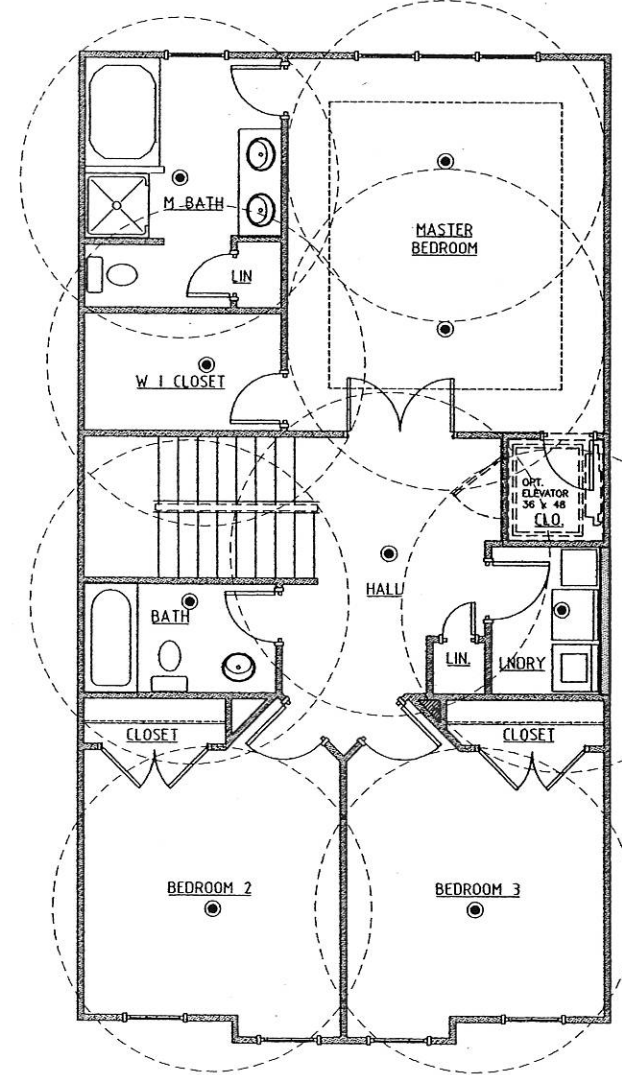 M BATH
MASTER
BEDROOM
LIN
W I CLOSET
OPT.
ELEVATOR
36 x 48
CLO.
HALL
BATH
LIN.
LNDRY
CLOSET
CLOSET
BEDROOM 2
BEDROOM 3